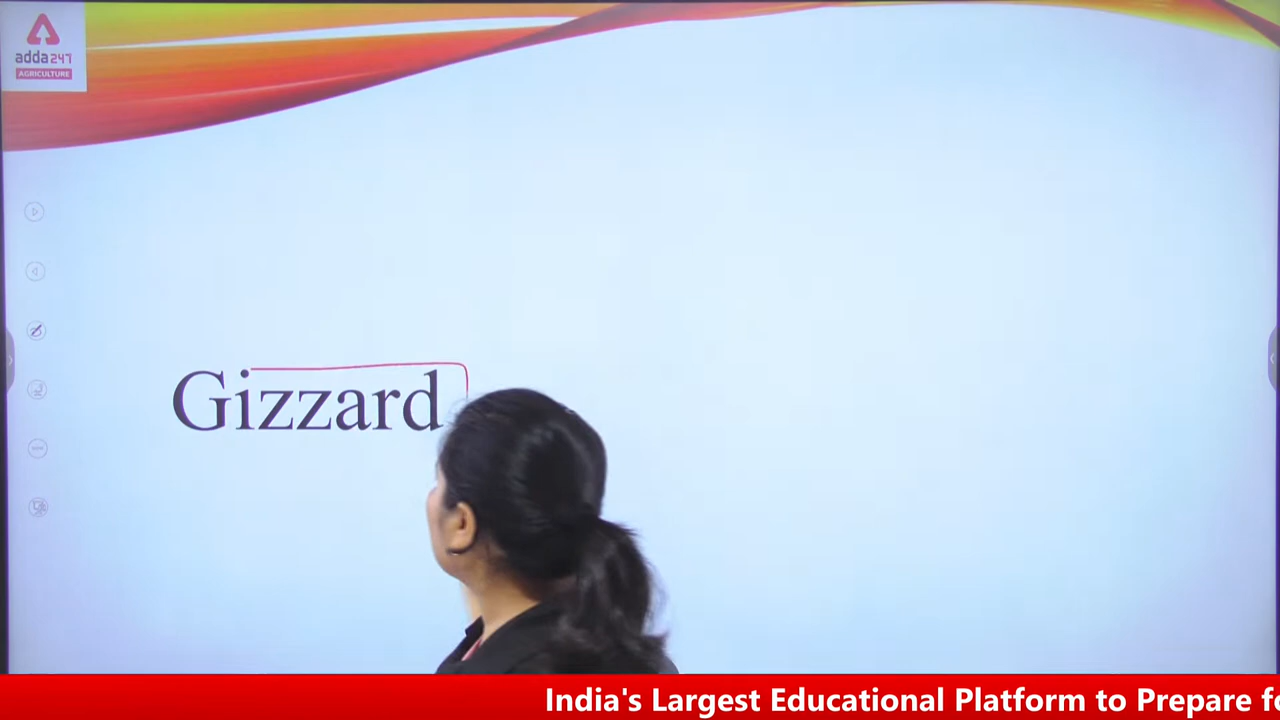 adda247
AGRICULTURE
Gizzard
India's Largest Educational Platform to Prepare fo